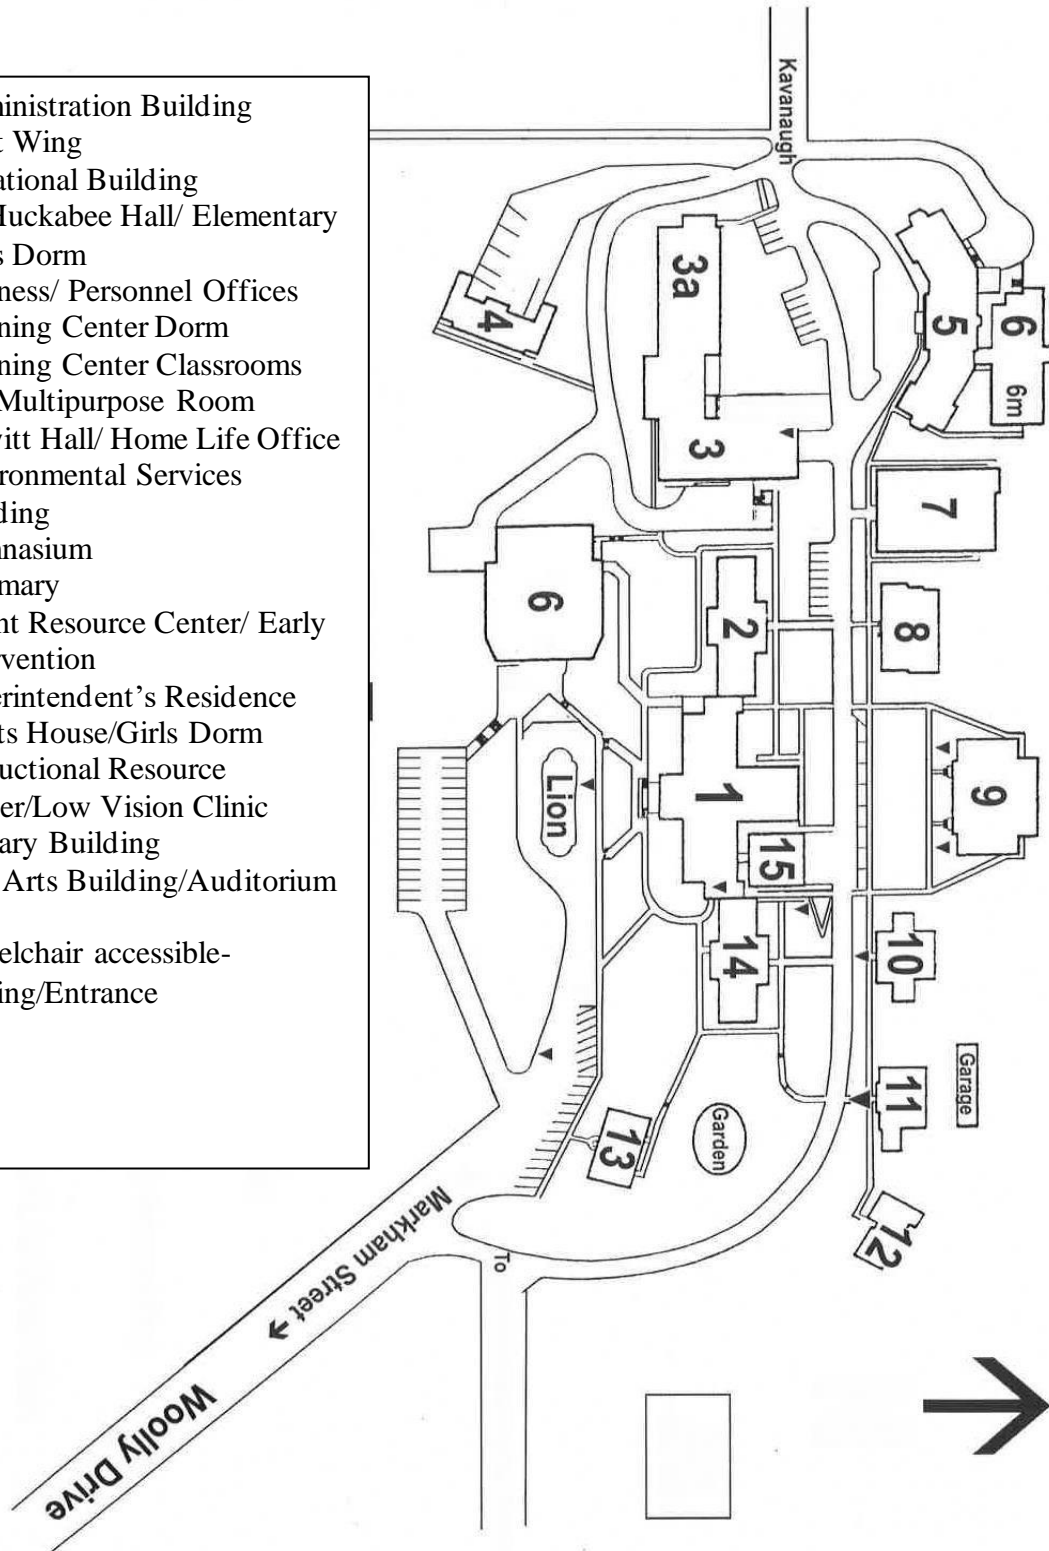 ministration Building
t Wing
ational Building
Huckabee Hall/ Elementary
s Dorm
ness/ Personnel Offices
ning Center Dorm
ning Center Classrooms
Multipurpose Room
vitt Hall/ Home Life Office
ronmental Services
ding
nasium
rmary
nt Resource Center/ Early
rvention
erintendent's Residence
ts House/Girls Dorm
uctional Resource
er/Low Vision Clinic
ary Building
Arts Building/Auditorium
elchair accessible-
ing/Entrance
Kavanaugh
3a
3
4
5
6
6m
7
6
2
8
Lion
1
15
9
14
10
Garage
11
Garden
13
12
To
Markham Street →
Woolly Drive